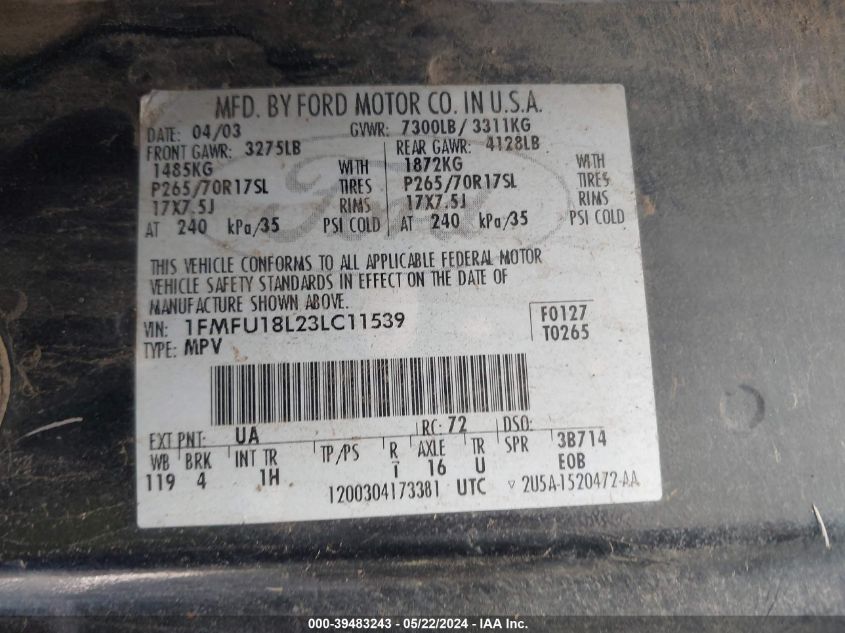 MFD. BY FORD MOTOR CO. IN U.S.A.
DATE: 04/03 GVWR: 7300LB/ 3311KG
FRONT GAWR: 3275LB REAR GAWR: 4128LB
1485KG WITH 1872KG WITH
P265/70R17SL TIRES P265/70R17SL TIRES
17X7.5J RIMS 17X7.5J RIMS
AT 240 kPa/35 PSI COLD AT 240 kPa/35 PSI COLD
Ford
THIS VEHICLE CONFORMS TO ALL APPLICABLE FEDERAL MOTOR
VEHICLE SAFETY STANDARDS IN EFFECT ON THE DATE OF
MANUFACTURE SHOWN ABOVE.
VIN: 1FMFU18L23LC11539 F0127
TYPE: MPV T0265
EXT PNT: UA RC: 72 DSO:
WB BRK INT TR TP/PS R AXLE TR SPR 3B714
119 4 1H T 16 U EOB
1200304173381 UTC ▽ 2U5A-1520472-AA
000-39483243 - 05/22/2024 - IAA Inc.